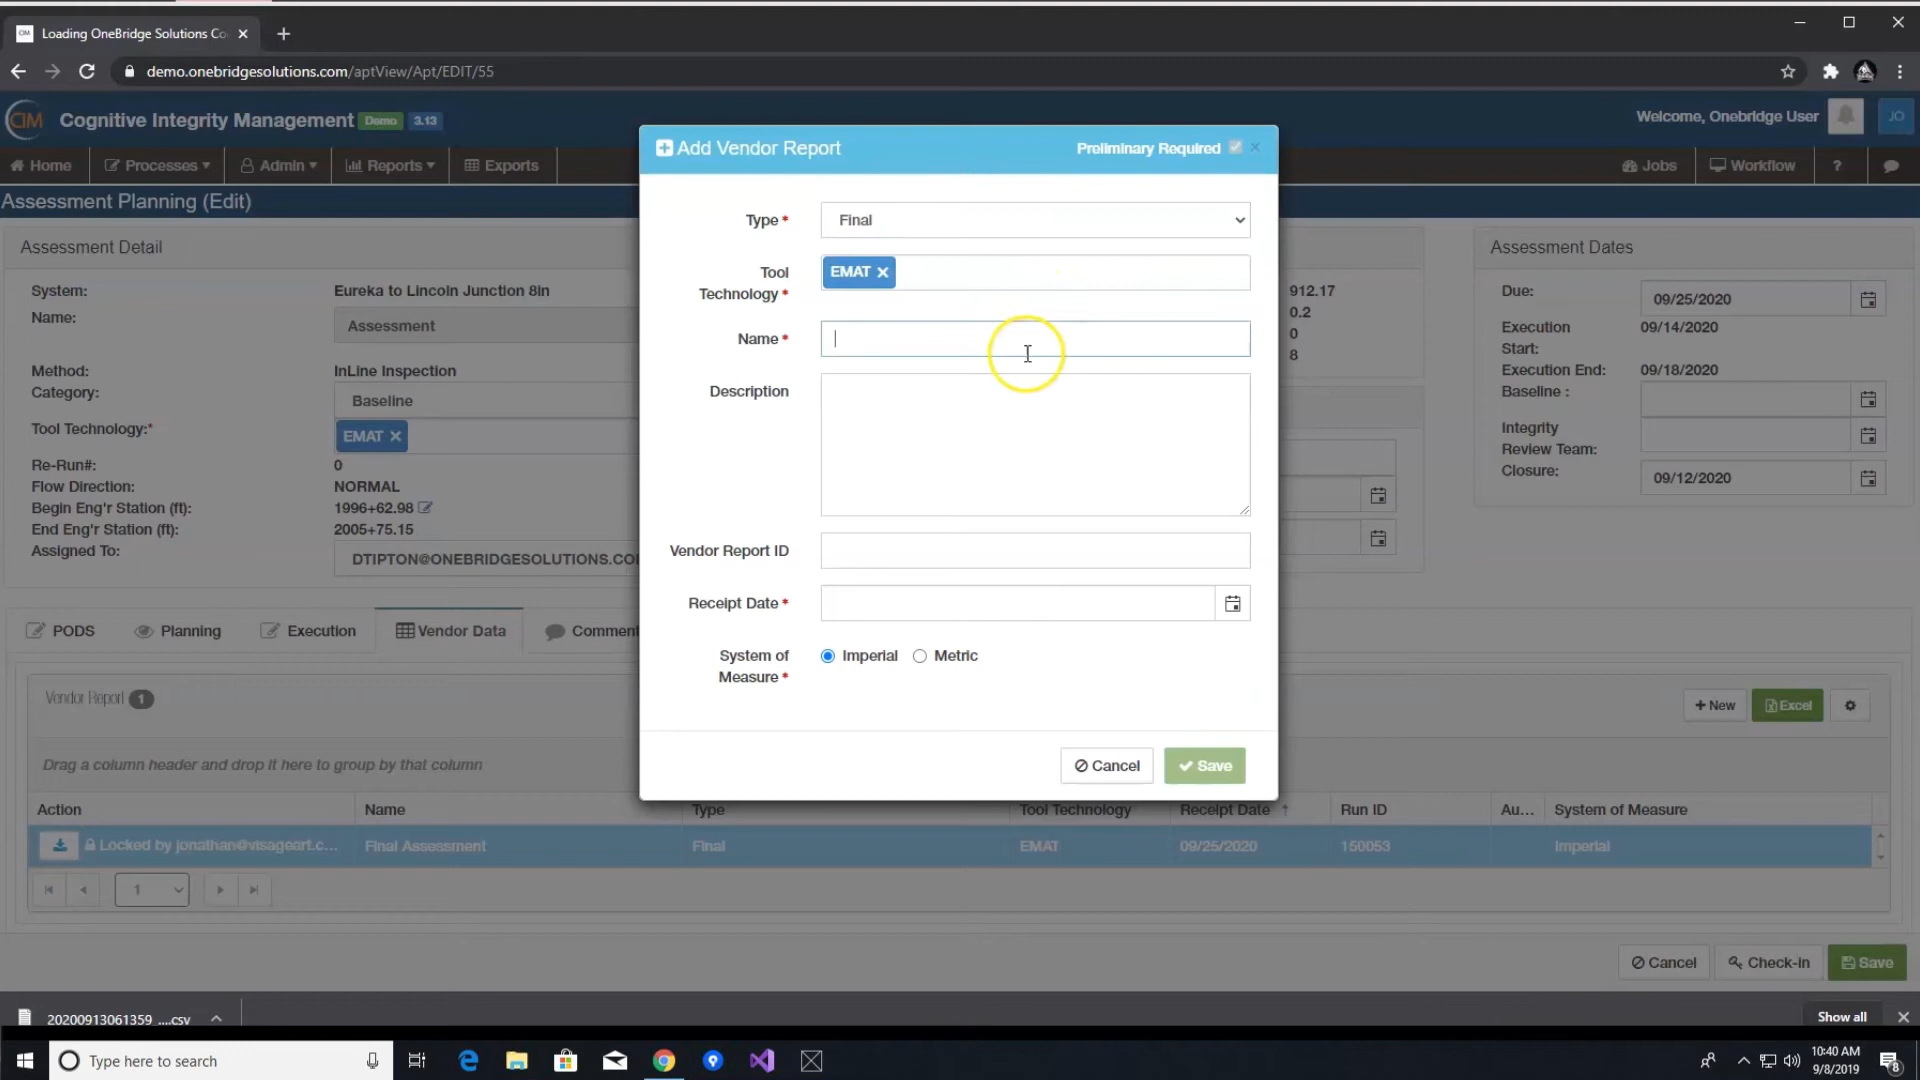 Loading OneBridge Solutions Co
demo.onebridgesolutions.com/aptView/Apt/EDIT/55
CIM Cognitive Integrity Management Demo 3.13
Welcome, Onebridge User JO
Home Processes Admin Reports Exports Jobs Workflow ?
Assessment Planning (Edit)
Assessment Detail
System: Eureka to Lincoln Junction 8in
Name: Assessment
Method: InLine Inspection
Category: Baseline
Tool Technology:* EMAT
Re-Run#: 0
Flow Direction: NORMAL
Begin Eng'r Station (ft): 1996+62.98
End Eng'r Station (ft): 2005+75.15
Assigned To: DTIPTON@ONEBRIDGESOLUTIONS.CO
912.17
0.2
0
8
Assessment Dates
Due: 09/25/2020
Execution Start: 09/14/2020
Execution End: 09/18/2020
Baseline :
Integrity Review Team:
Closure: 09/12/2020
Add Vendor Report Preliminary Required
Type * Final
Tool Technology * EMAT
Name *
Description
Vendor Report ID
Receipt Date *
System of Measure * Imperial Metric
Cancel Save
PODS Planning Execution Vendor Data Comment
Vendor Report 1 New Excel
Drag a column header and drop it here to group by that column
Action Name Type Tool Technology Receipt Date Run ID Au... System of Measure
Locked by jonathan@visageart.c... Final Assessment Final EMAT 09/25/2020 150053 Imperial
1
Cancel Check-in Save
20200913061359_....csv Show all
Type here to search
10:40 AM
9/8/2019
8